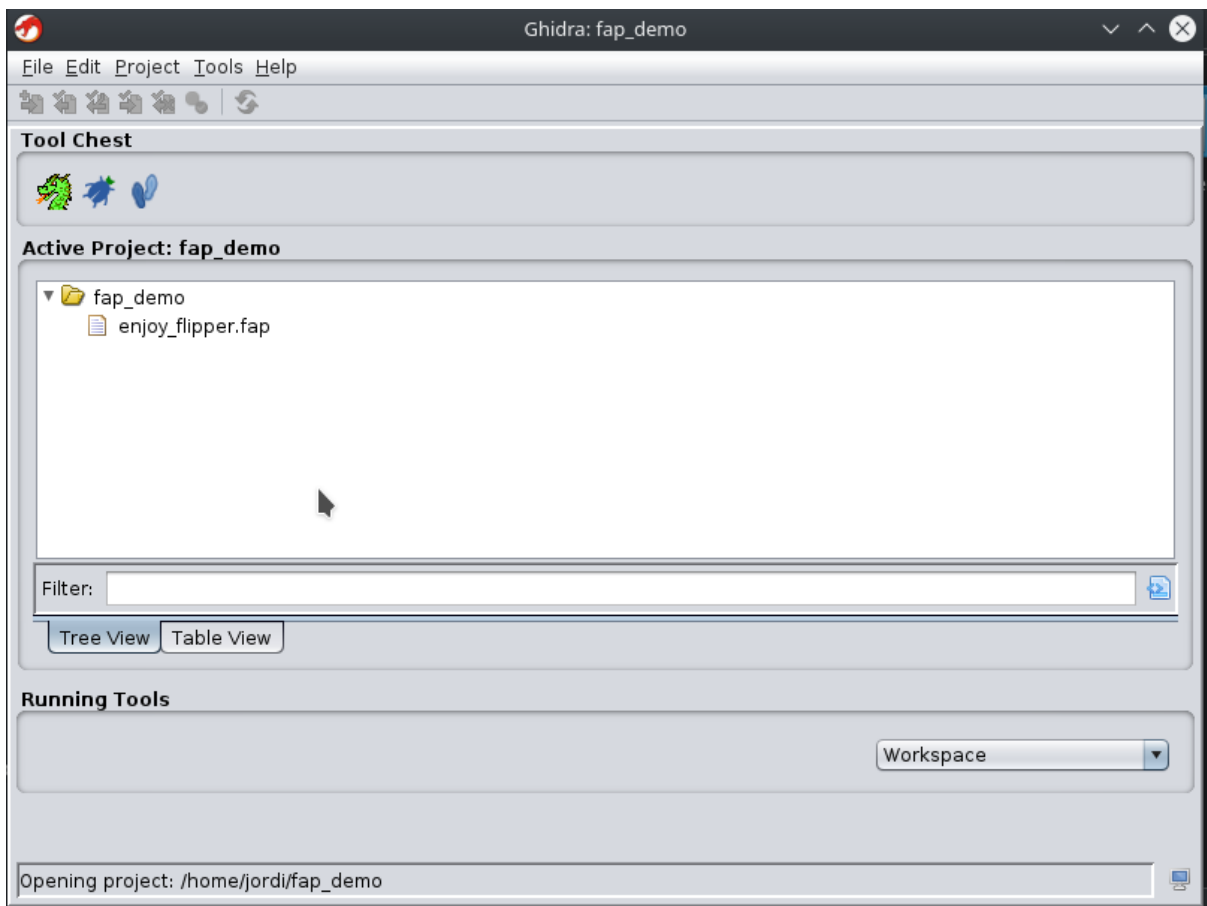 Ghidra: fap_demo
File Edit Project Tools Help
Tool Chest
Active Project: fap_demo
fap_demo
enjoy_flipper.fap
Filter:
Tree View Table View
Running Tools
Workspace
Opening project: /home/jordi/fap_demo